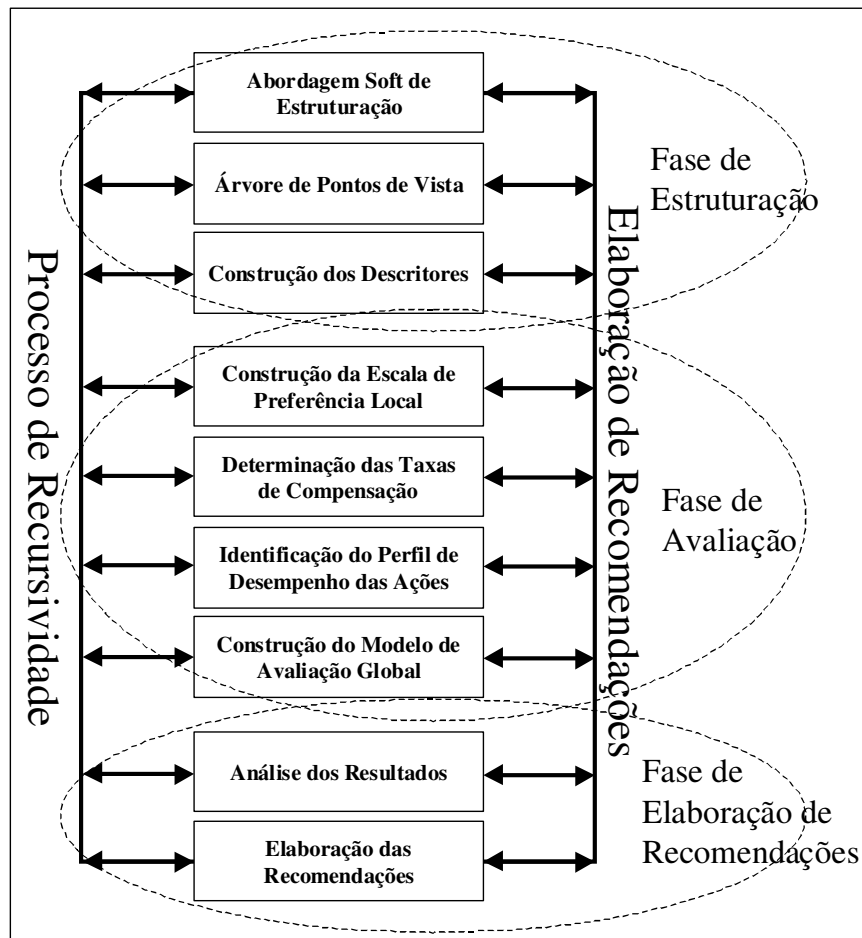 Abordagem Soft de
Estruturação
Árvore de Pontos de Vista
Construção dos Descritores
Fase de
Estruturação
Processo de Recursividade
Elaboração de Recomendações
Construção da Escala de
Preferência Local
Determinação das Taxas
de Compensação
Identificação do Perfil de
Desempenho das Ações
Construção do Modelo de
Avaliação Global
Fase de
Avaliação
Análise dos Resultados
Elaboração das
Recomendações
Fase de
Elaboração de
Recomendações